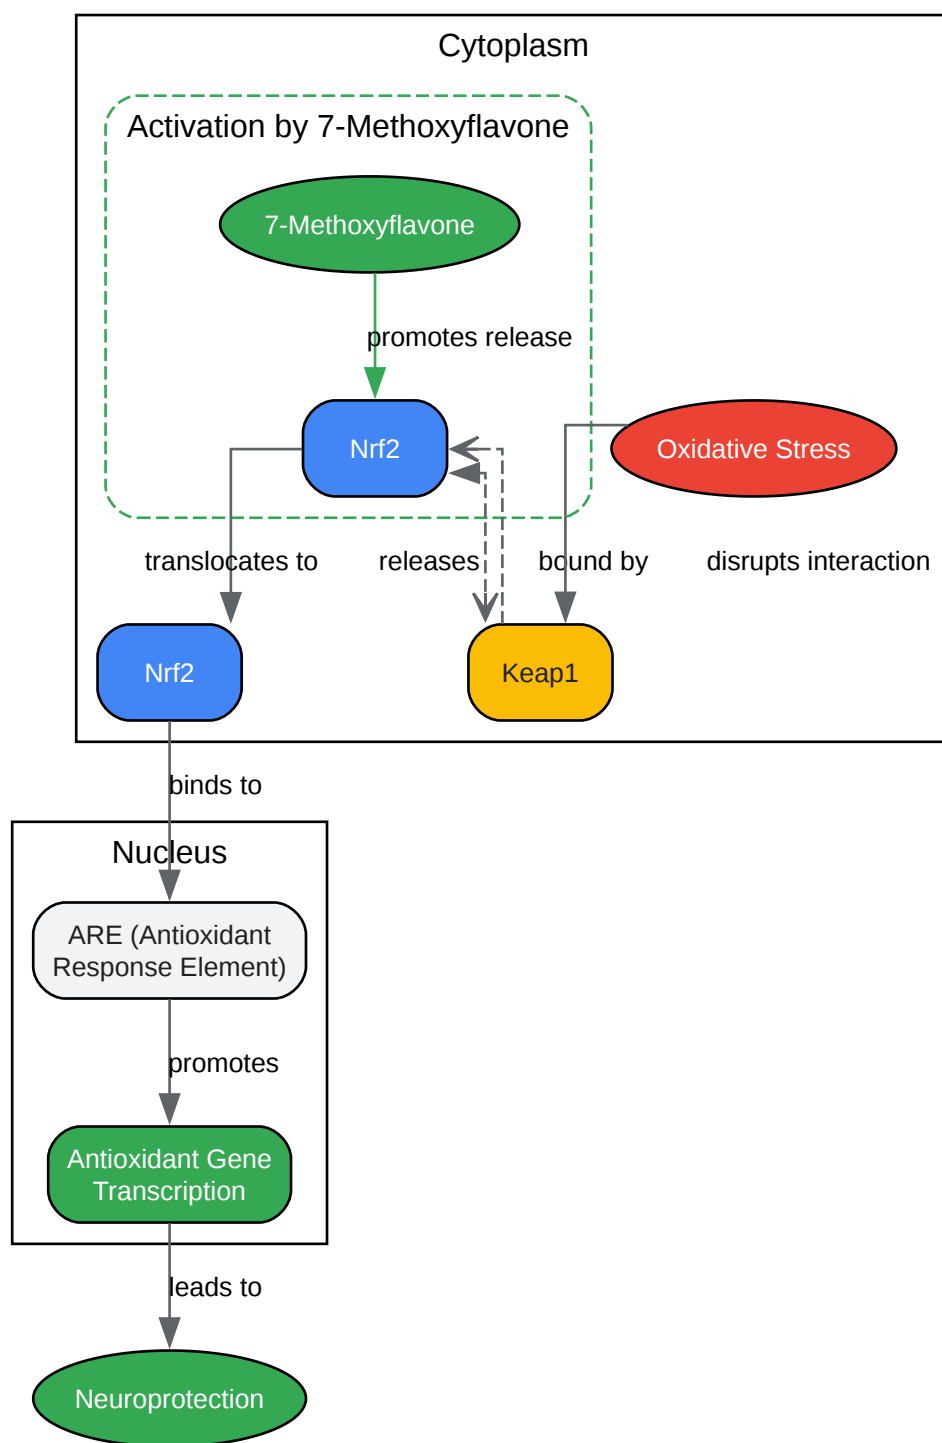 Cytoplasm
Activation by 7-Methoxyflavone
7-Methoxyflavone
promotes release
Nrf2
Oxidative Stress
translocates to
releases
bound by
disrupts interaction
Nrf2
Keap1
binds to
Nucleus
ARE (Antioxidant
Response Element)
promotes
Antioxidant Gene
Transcription
leads to
Neuroprotection